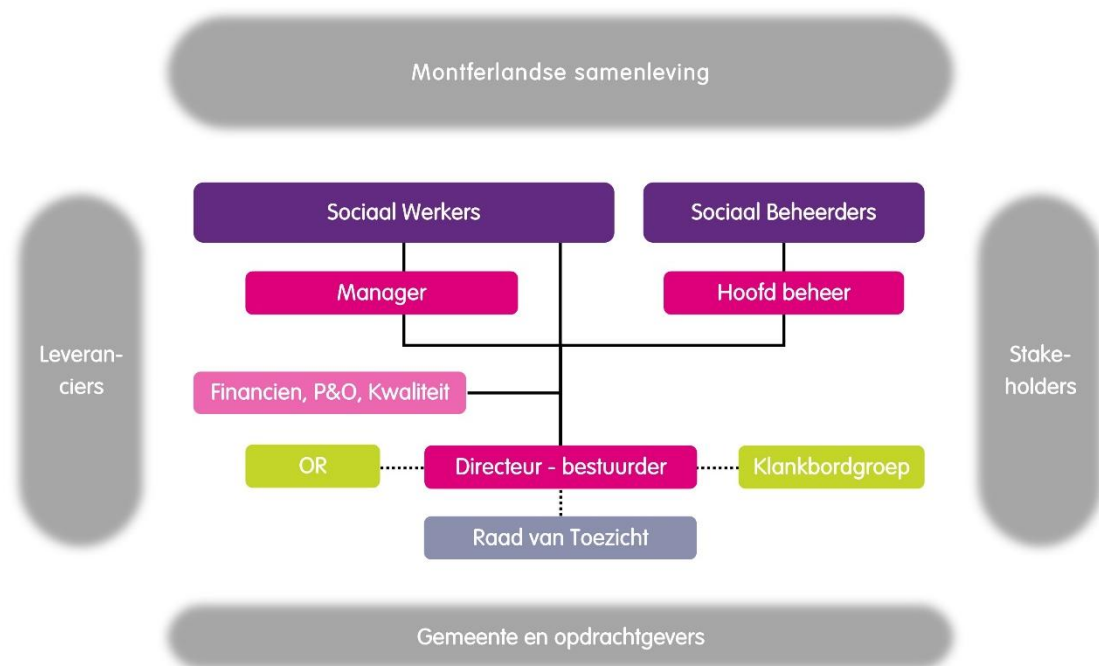 Montferlandse samenleving
Sociaal Werkers
Sociaal Beheerders
Manager
Hoofd beheer
Leveran-
ciers
Stake-
holders
Financien, P&O, Kwaliteit
OR
Directeur - bestuurder
Klankbordgroep
Raad van Toezicht
Gemeente en opdrachtgevers